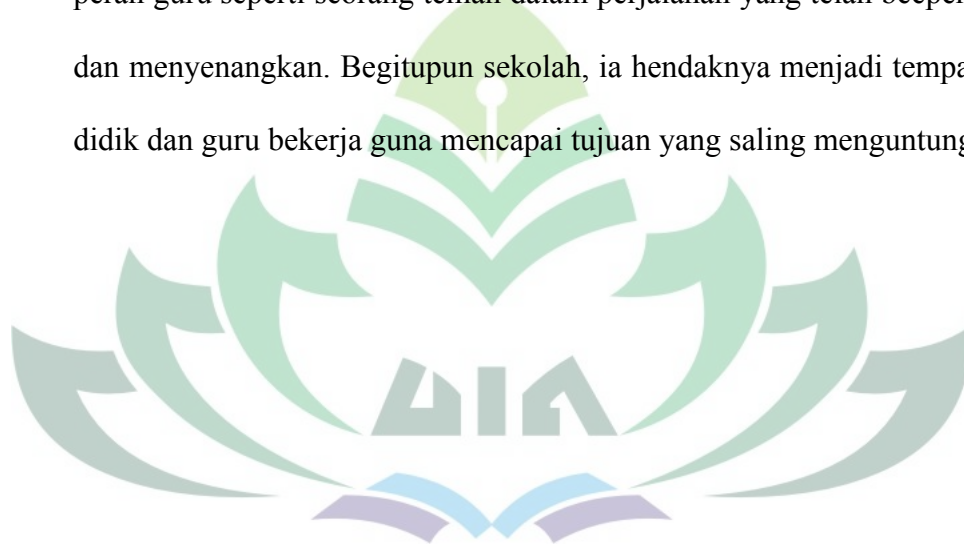 peran guru seperti seorang teman dalam perjalanan yang telah
dan menyenangkan. Begitupun sekolah, ia hendaknya menjadi
didik dan guru bekerja guna mencapai tujuan yang saling
UIN